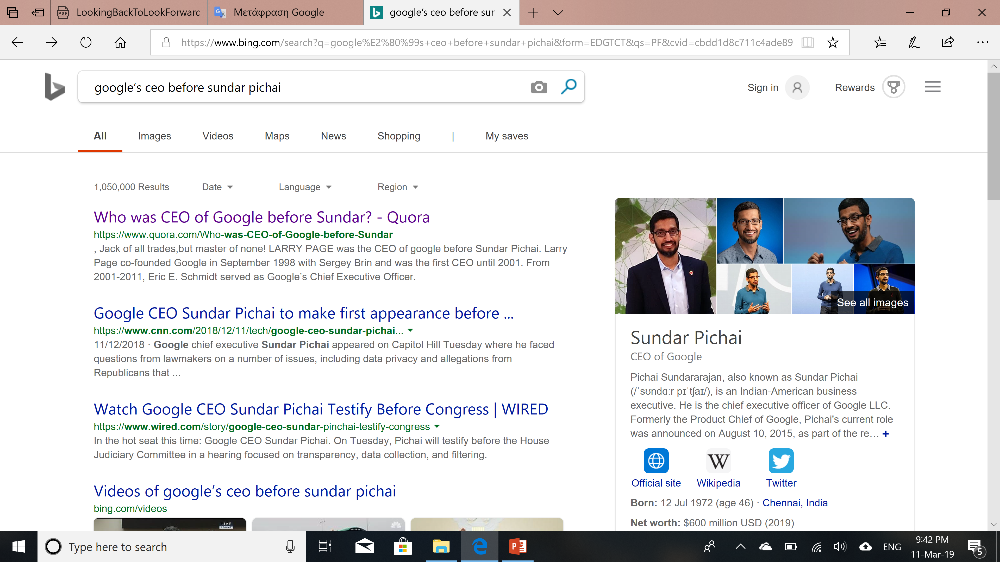 LookingBackToLookForward
Μετάφραση Google
google’s ceo before sur
https://www.bing.com/search?q=google%E2%80%99s+ceo+before+sundar+pichai&form=EDGTCT&qs=PF&cvid=cbdd1d8c711c4ade89
google’s ceo before sundar pichai
Sign in
Rewards
All Images Videos Maps News Shopping | My saves
1,050,000 Results Date Language Region
Who was CEO of Google before Sundar? - Quora
https://www.quora.com/Who-was-CEO-of-Google-before-Sundar
, Jack of all trades,but master of none! LARRY PAGE was the CEO of google before Sundar Pichai. Larry
Page co-founded Google in September 1998 with Sergey Brin and was the first CEO until 2001. From
2001-2011, Eric E. Schmidt served as Google’s Chief Executive Officer.
Google CEO Sundar Pichai to make first appearance before ...
https://www.cnn.com/2018/12/11/tech/google-ceo-sundar-pichai...
11/12/2018 · Google chief executive Sundar Pichai appeared on Capitol Hill Tuesday where he faced
questions from lawmakers on a number of issues, including data privacy and allegations from
Republicans that ...
Watch Google CEO Sundar Pichai Testify Before Congress | WIRED
https://www.wired.com/story/google-ceo-sundar-pinchai-testify-congress
In the hot seat this time: Google CEO Sundar Pichai. On Tuesday, Pichai will testify before the House
Judiciary Committee in a hearing focused on transparency, data collection, and filtering.
Videos of google’s ceo before sundar pichai
bing.com/videos
LIVE
7:26 am PT
See all images
Sundar Pichai
CEO of Google
Pichai Sundararajan, also known as Sundar Pichai
(/ˈsʊndɑːr pɪˈtʃaɪ/), is an Indian-American business
executive. He is the chief executive officer of Google LLC.
Formerly the Product Chief of Google, Pichai's current role
was announced on August 10, 2015, as part of the re… +
Official site Wikipedia Twitter
Born: 12 Jul 1972 (age 46) · Chennai, India
Net worth: $600 million USD (2019)
Type here to search
ENG
9:42 PM
11-Mar-19
5